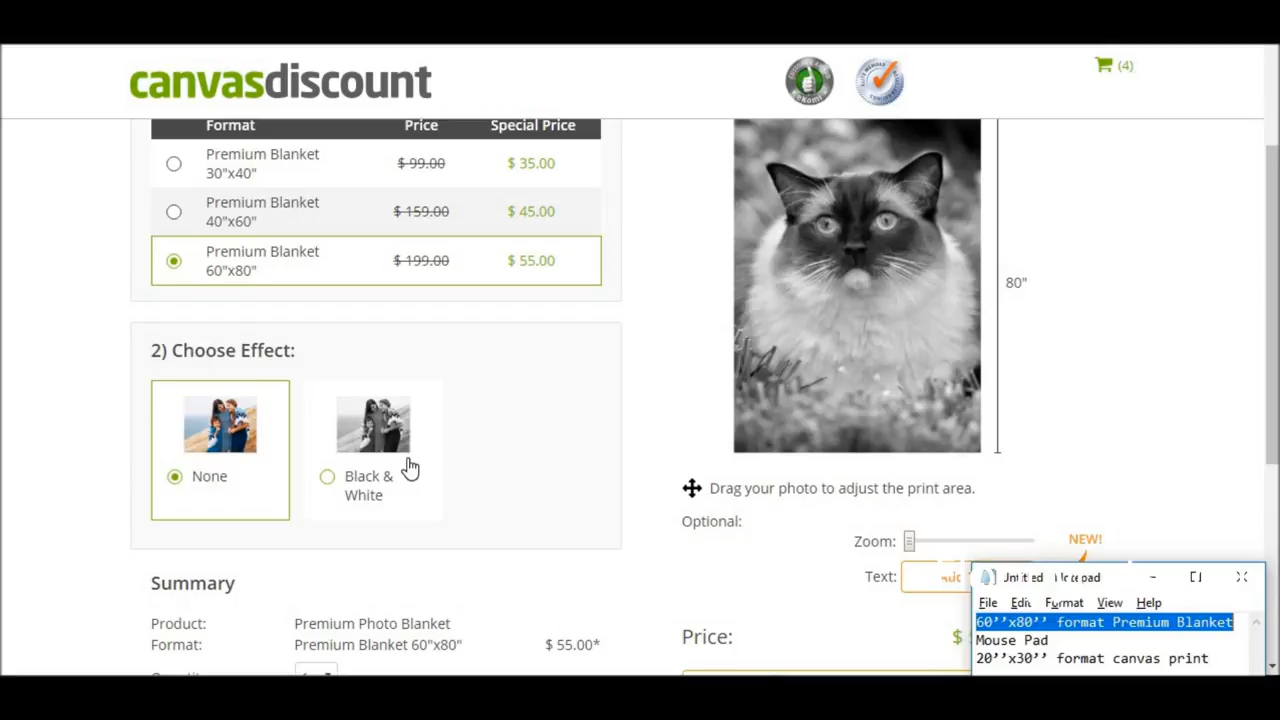 canvasdiscount
(4)
Format Price Special Price
Premium Blanket
30"x40"
$ 99.00 $ 35.00
Premium Blanket
40"x60"
$ 159.00 $ 45.00
Premium Blanket
60"x80"
$ 199.00 $ 55.00
2) Choose Effect:
None
Black &
White
Summary
Product: Premium Photo Blanket
Format: Premium Blanket 60"x80" $ 55.00*
80"
Drag your photo to adjust the print area.
Optional:
Zoom:
NEW!
Text:
Price: $
Untitled - Notepad
File Edit Format View Help
60’’x80’’ format Premium Blanket
Mouse Pad
20’’x30’’ format canvas print